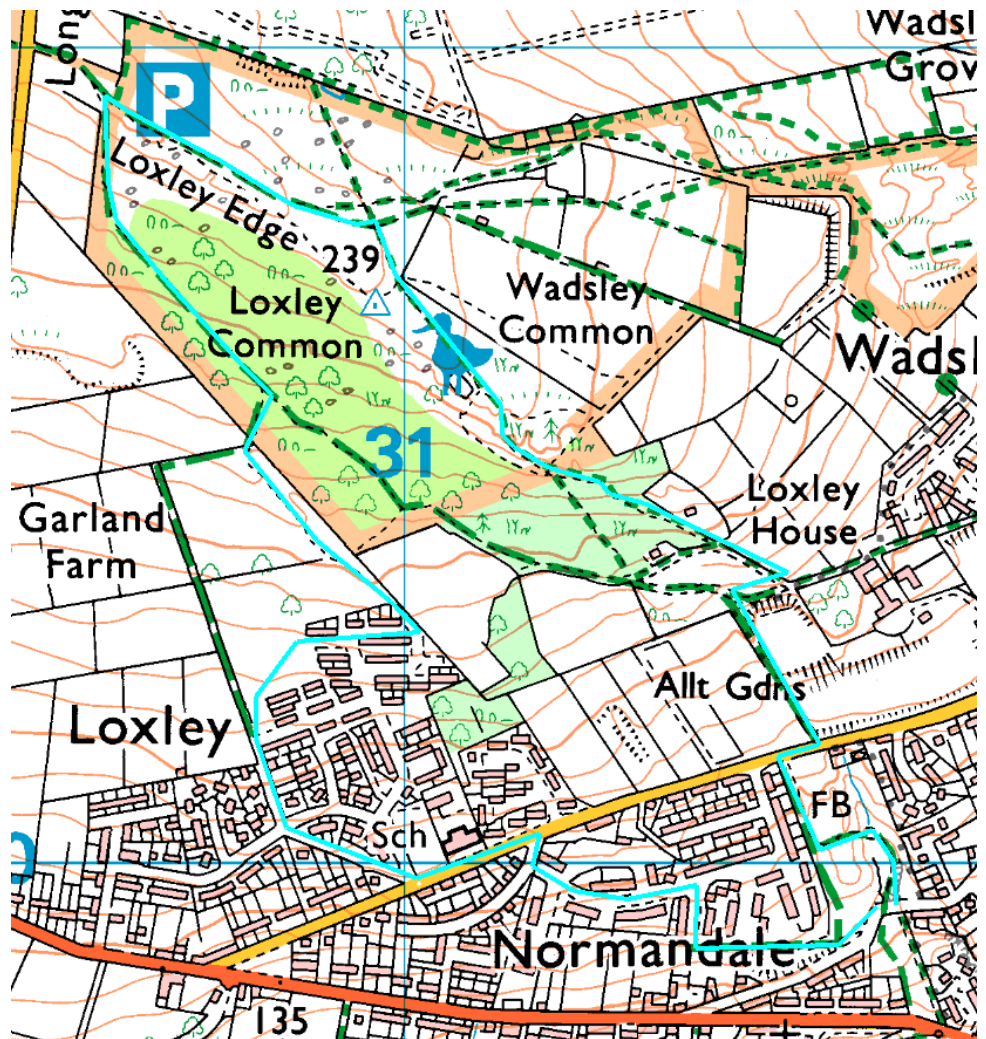 Wadsl
Grov
Long
P
Loxley Edge
239
Loxley
Common
Wadsley
Common
Wadsl
31
Loxley
House
Garland
Farm
Allt Gdns
Loxley
FB
Sch
Normandale
135